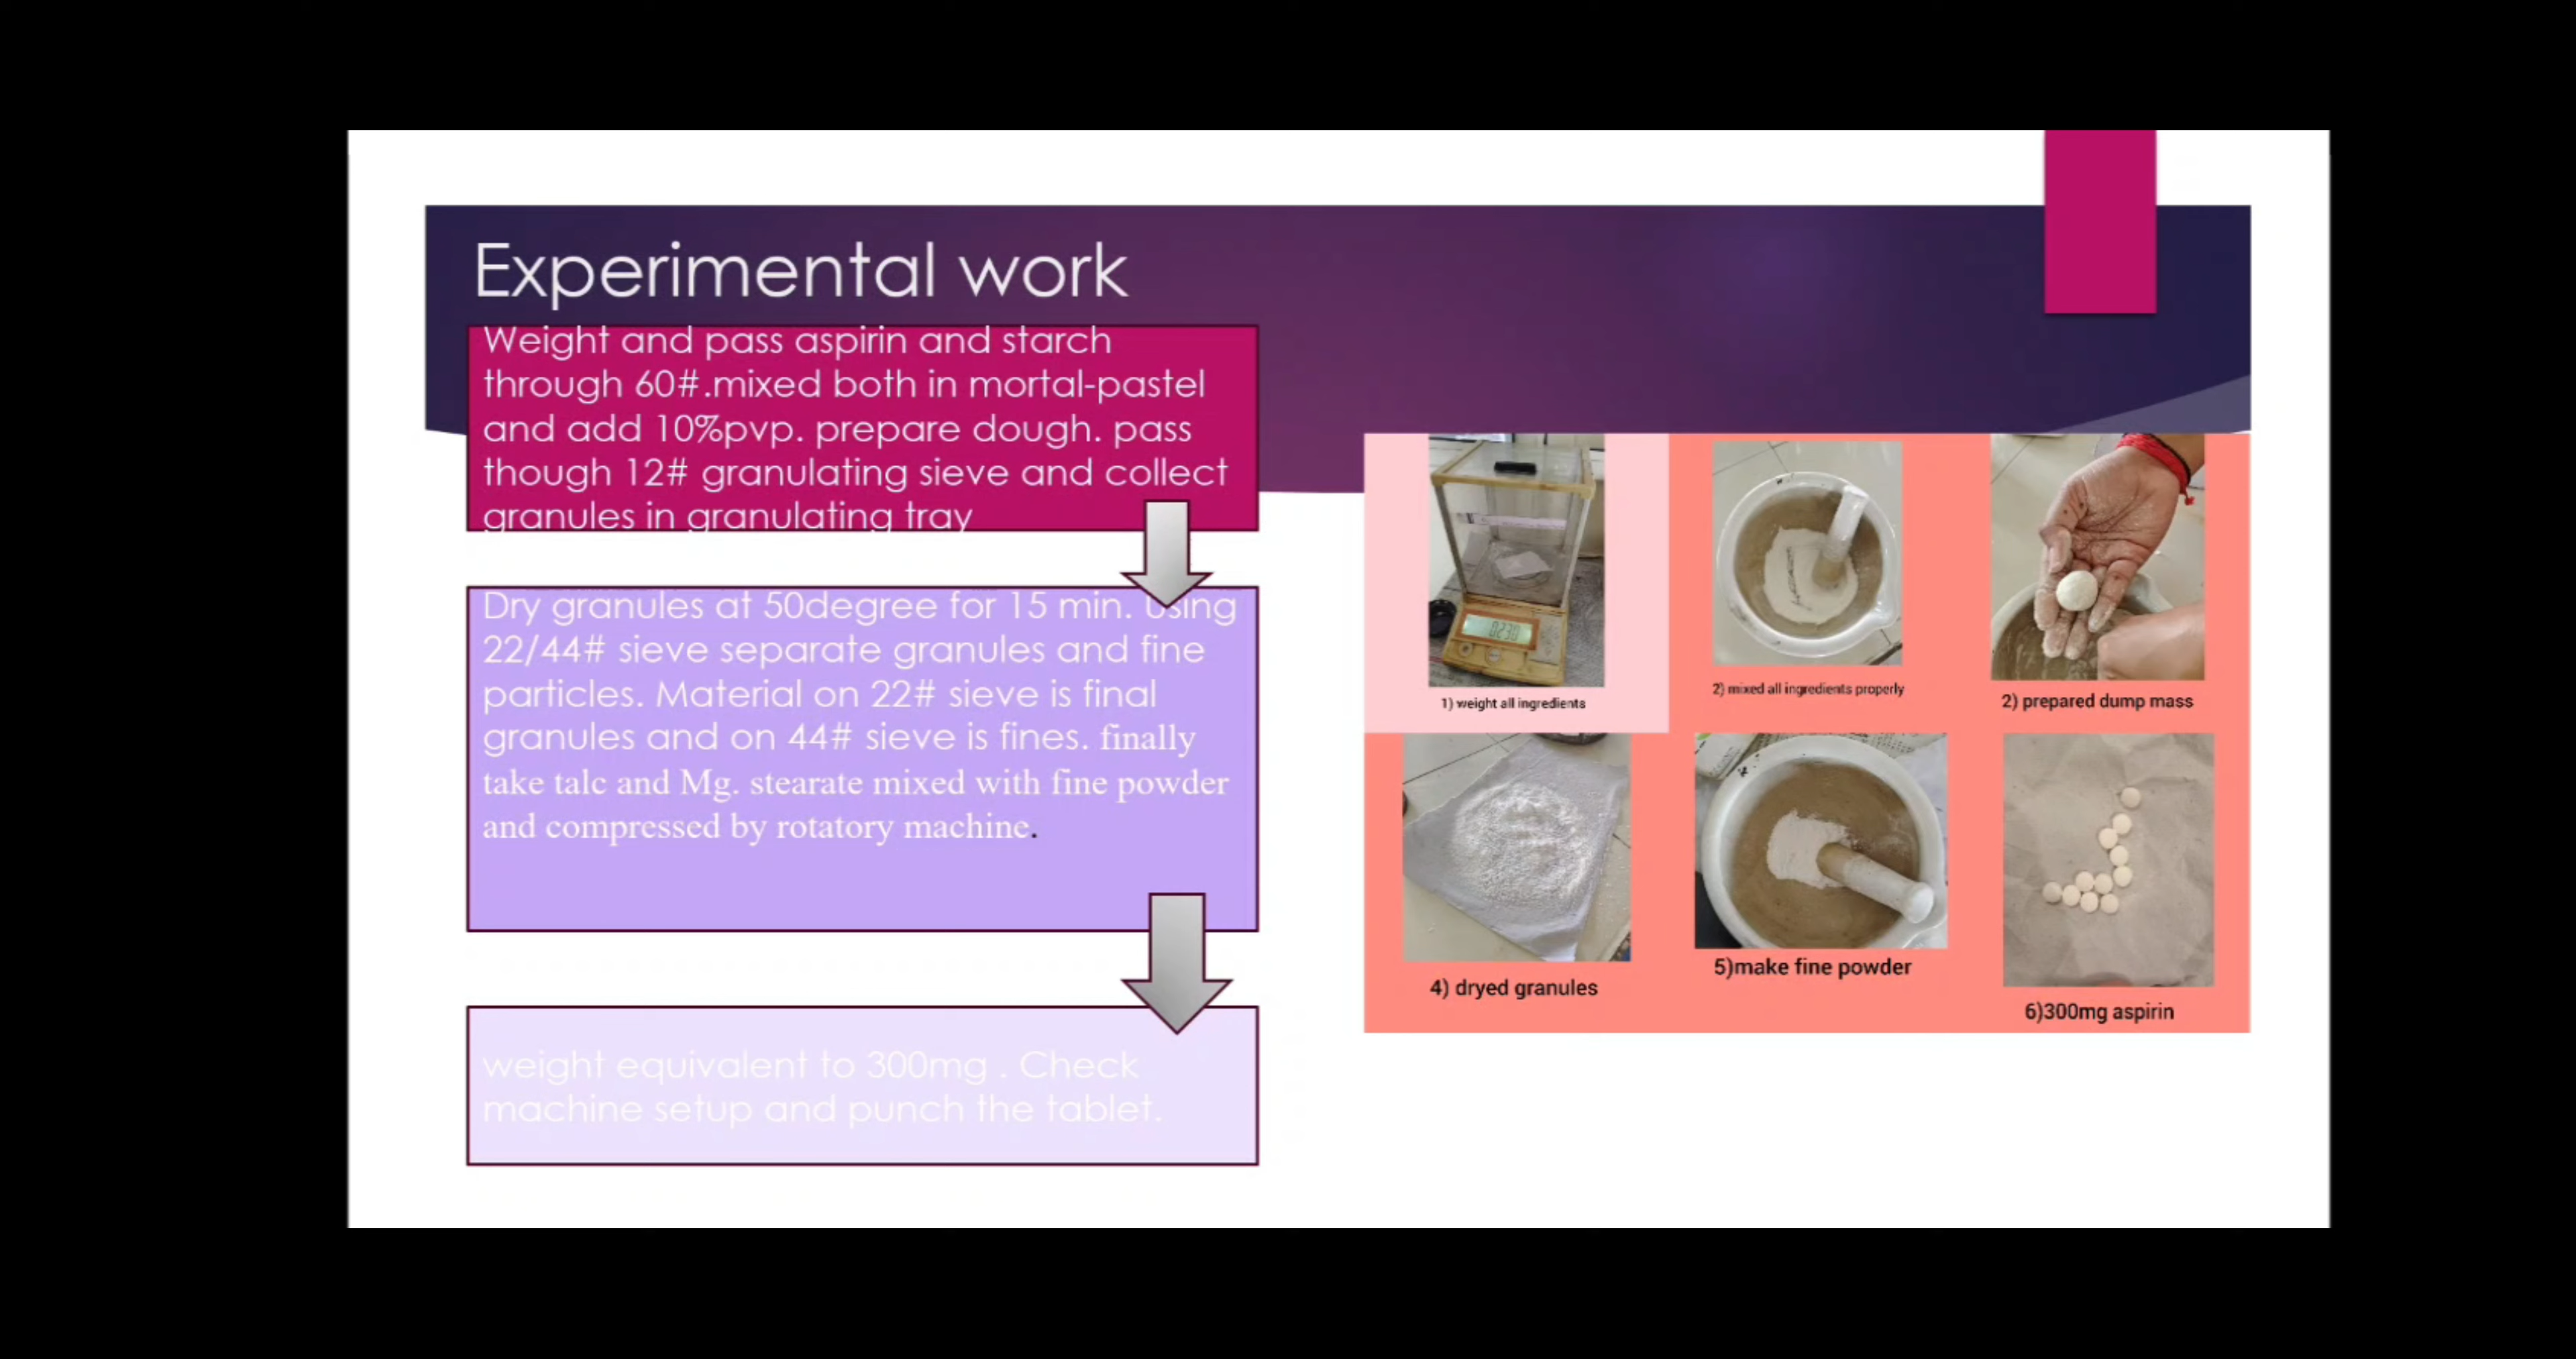 Experimental work
Weight and pass aspirin and starch
through 60#.mixed both in mortal-pastel
and add 10%pvp. prepare dough. pass
though 12# granulating sieve and collect
granules in granulating tray
Dry granules at 50degree for 15 min. Using
22/44# sieve separate granules and fine
particles. Material on 22# sieve is final
granules and on 44# sieve is fines. finally
take talc and Mg. stearate mixed with fine powder
and compressed by rotatory machine.
weight equivalent to 300mg . Check
machine setup and punch the tablet.
1) weight all ingredients
2) mixed all ingredients properly
2) prepared dump mass
4) dryed granules
5)make fine powder
6)300mg aspirin